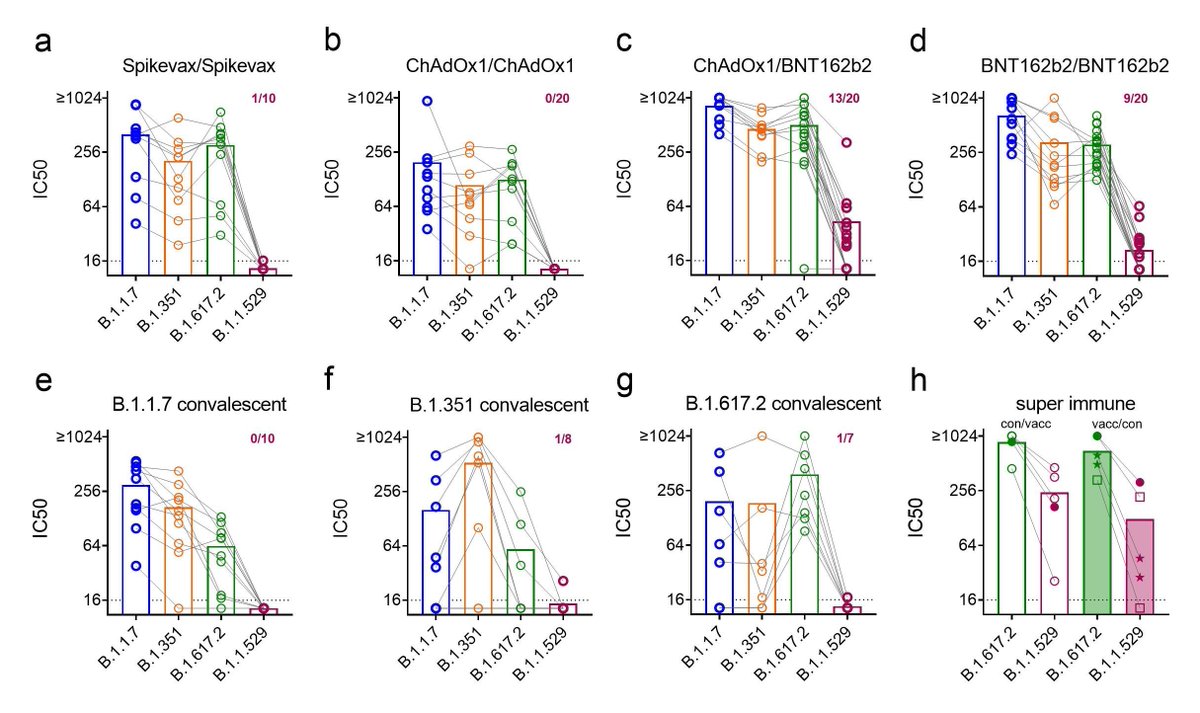 a
Spikevax/Spikevax
1/10
≥1024
256
64
16
IC50
B.1.1.7
B.1.351
B.1.617.2
B.1.1.529
b
ChAdOx1/ChAdOx1
0/20
≥1024
256
64
16
IC50
B.1.1.7
B.1.351
B.1.617.2
B.1.1.529
c
ChAdOx1/BNT162b2
13/20
≥1024
256
64
16
IC50
B.1.1.7
B.1.351
B.1.617.2
B.1.1.529
d
BNT162b2/BNT162b2
9/20
≥1024
256
64
16
IC50
B.1.1.7
B.1.351
B.1.617.2
B.1.1.529
e
B.1.1.7 convalescent
0/10
≥1024
256
64
16
IC50
B.1.1.7
B.1.351
B.1.617.2
B.1.1.529
f
B.1.351 convalescent
1/8
≥1024
256
64
16
IC50
B.1.1.7
B.1.351
B.1.617.2
B.1.1.529
g
B.1.617.2 convalescent
1/7
≥1024
256
64
16
IC50
B.1.1.7
B.1.351
B.1.617.2
B.1.1.529
h
super immune
con/vacc vacc/con
≥1024
256
64
16
IC50
B.1.617.2
B.1.1.529
B.1.617.2
B.1.1.529